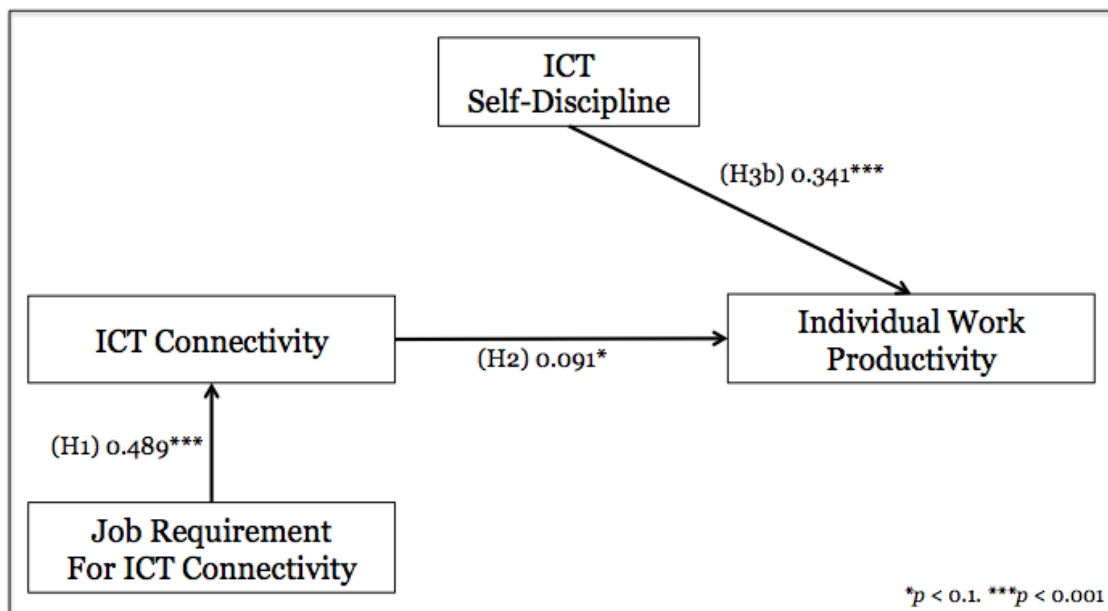 ICT
Self-Discipline
(H3b) 0.341***
ICT Connectivity
(H2) 0.091*
Individual Work
Productivity
(H1) 0.489***
Job Requirement
For ICT Connectivity
*p < 0.1. ***p < 0.001